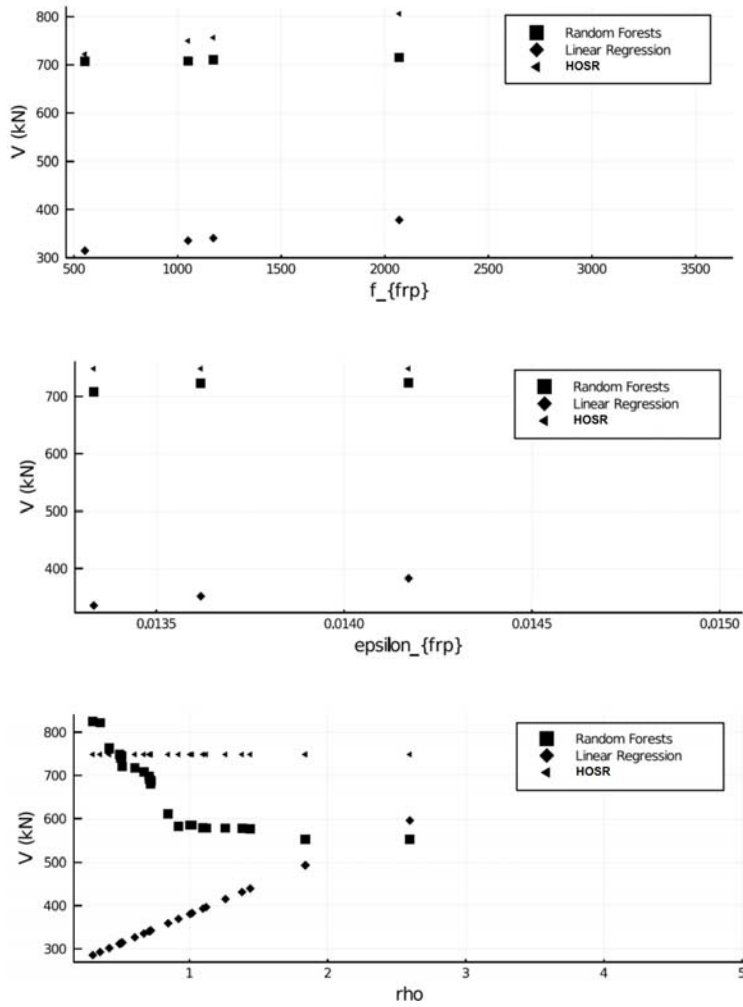 800
700
600
500
400
300
V (kN)
Random Forests
Linear Regression
HOSR
500 1000 1500 2000 2500 3000 3500
f_{frp}
700
600
500
400
V (kN)
Random Forests
Linear Regression
HOSR
0.0135 0.0140 0.0145 0.0150
epsilon_{frp}
800
700
600
500
400
300
V (kN)
Random Forests
Linear Regression
HOSR
1 2 3 4 5
rho